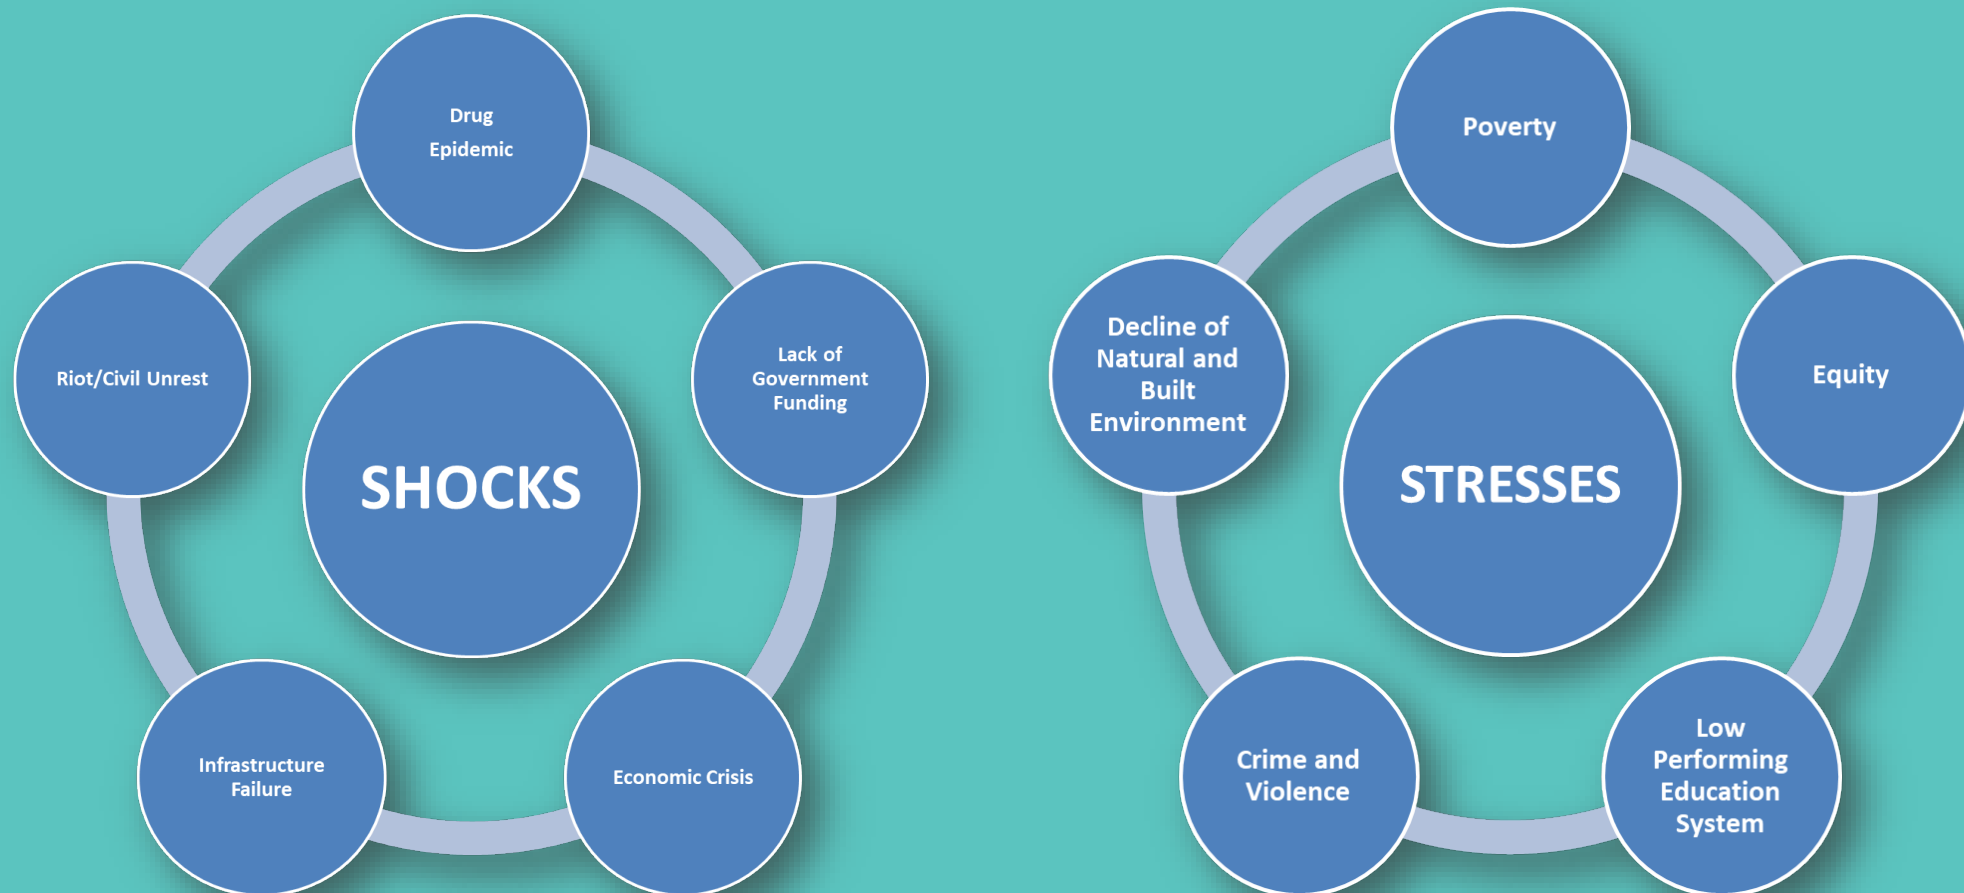 Drug
Epidemic
Lack of
Government
Funding
Economic Crisis
Infrastructure
Failure
Riot/Civil Unrest
SHOCKS
Poverty
Equity
Low
Performing
Education
System
Crime and
Violence
Decline of
Natural and
Built
Environment
STRESSES